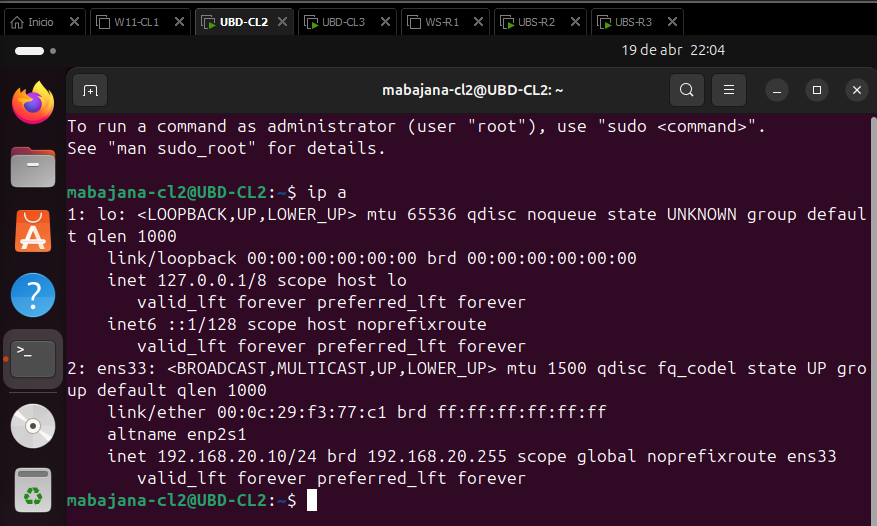 Inicio
W11-CL1
UBD-CL2
UBD-CL3
WS-R1
UBS-R2
UBS-R3
19 de abr 22:04
mabajana-cl2@UBD-CL2: ~
To run a command as administrator (user "root"), use "sudo <command>".
See "man sudo_root" for details.
mabajana-cl2@UBD-CL2:~$ ip a
1: lo: <LOOPBACK,UP,LOWER_UP> mtu 65536 qdisc noqueue state UNKNOWN group defaul
t qlen 1000
    link/loopback 00:00:00:00:00:00 brd 00:00:00:00:00:00
    inet 127.0.0.1/8 scope host lo
       valid_lft forever preferred_lft forever
    inet6 ::1/128 scope host noprefixroute
       valid_lft forever preferred_lft forever
2: ens33: <BROADCAST,MULTICAST,UP,LOWER_UP> mtu 1500 qdisc fq_codel state UP gro
up default qlen 1000
    link/ether 00:0c:29:f3:77:c1 brd ff:ff:ff:ff:ff:ff
    altname enp2s1
    inet 192.168.20.10/24 brd 192.168.20.255 scope global noprefixroute ens33
       valid_lft forever preferred_lft forever
mabajana-cl2@UBD-CL2:~$